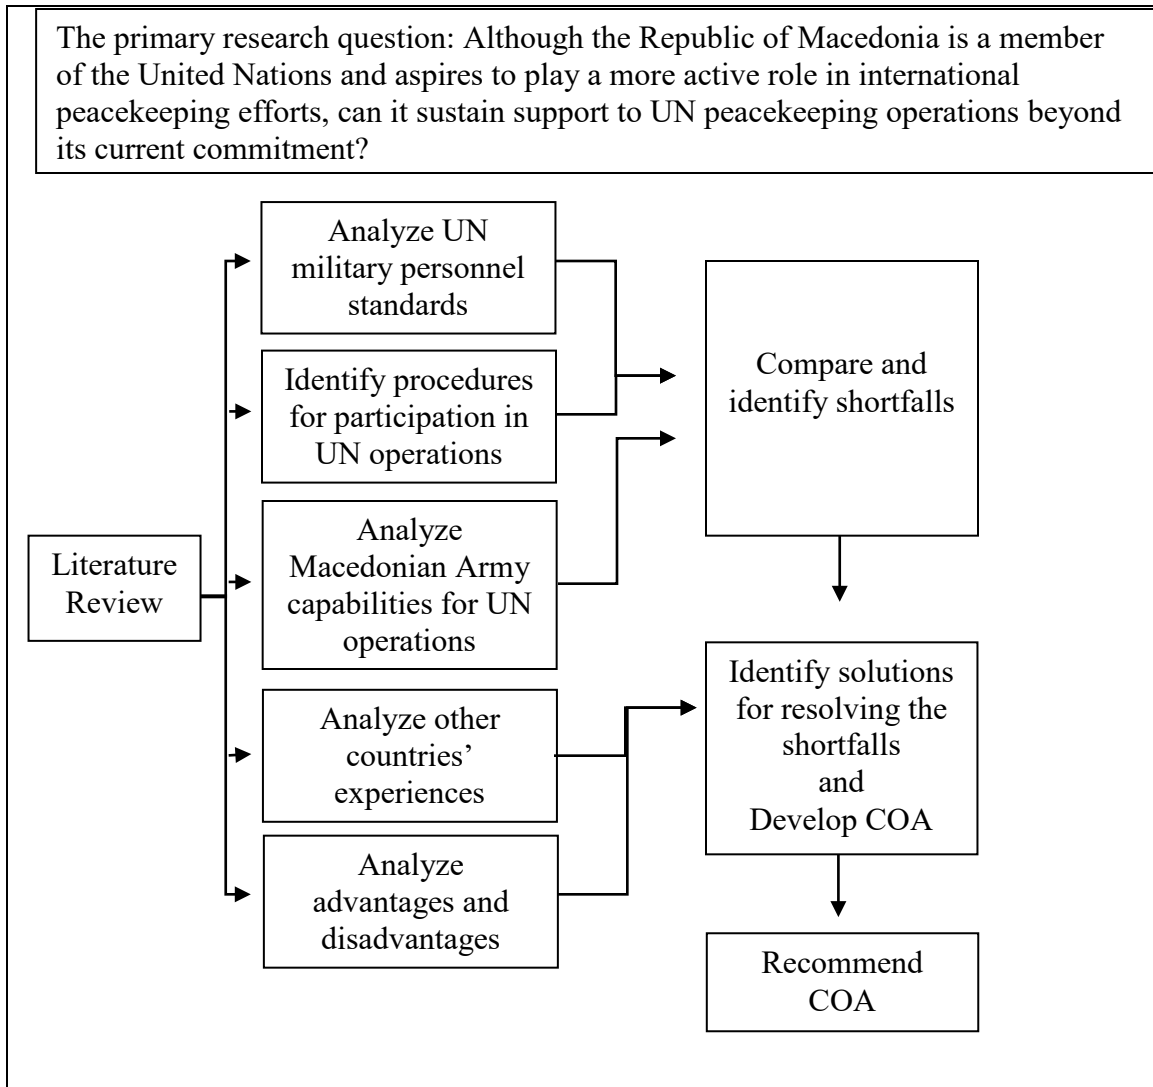 The primary research question: Although the Republic of Macedonia is a member
of the United Nations and aspires to play a more active role in international
peacekeeping efforts, can it sustain support to UN peacekeeping operations beyond
its current commitment?
Literature
Review
Analyze UN
military personnel
standards
Identify procedures
for participation in
UN operations
Analyze
Macedonian Army
capabilities for UN
operations
Analyze other
countries’
experiences
Analyze
advantages and
disadvantages
Compare and
identify shortfalls
Identify solutions
for resolving the
shortfalls
and
Develop COA
Recommend
COA